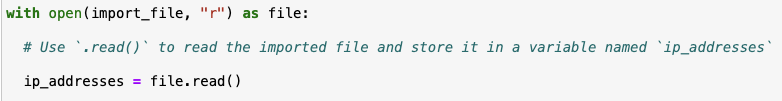 with open(import_file, "r") as file:
# Use `.read()` to read the imported file and store it in a variable named `ip_addresses`
ip_addresses = file.read()